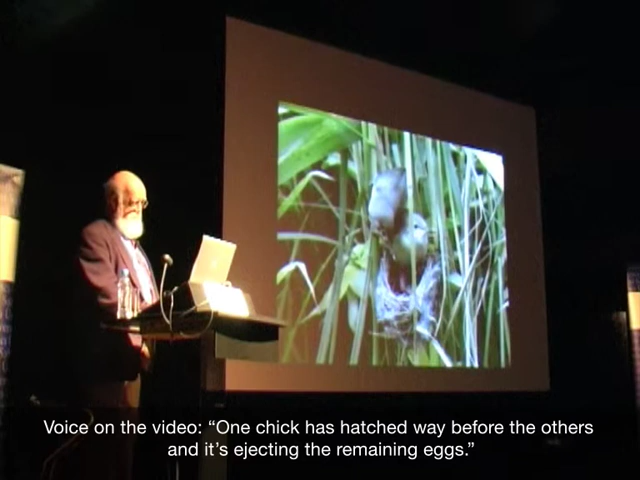 Voice on the video: “One chick has hatched way before the others
and it’s ejecting the remaining eggs.”